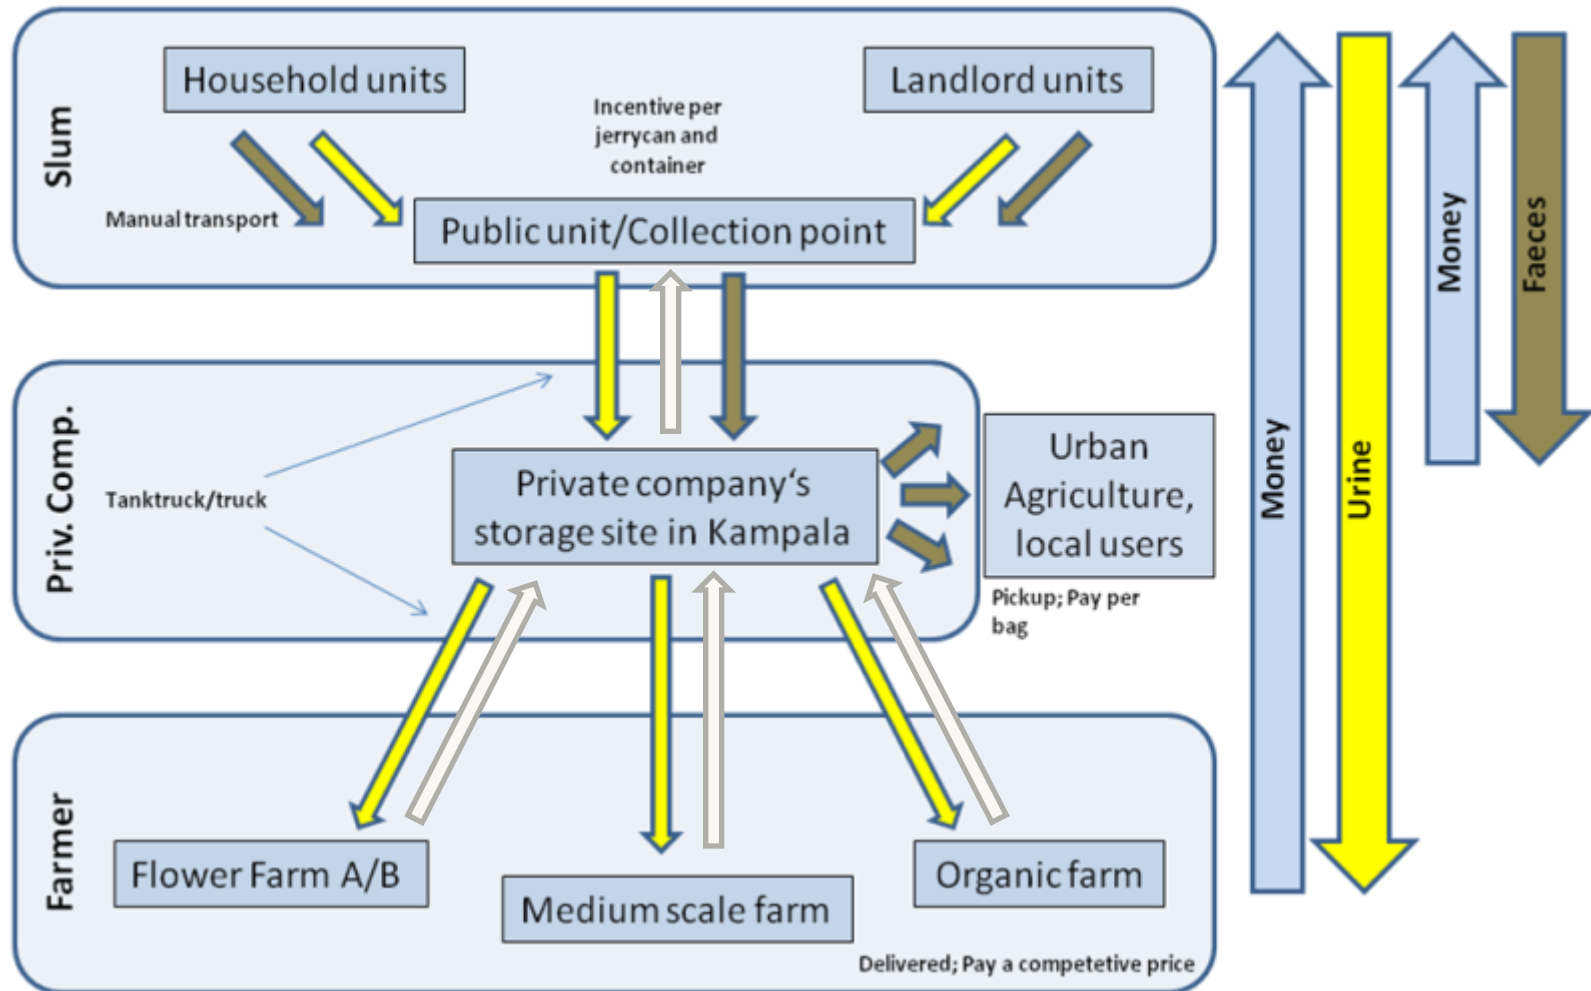 Slum
Household units
Landlord units
Incentive per
jerrycan and
container
Manual transport
Public unit/Collection point
Priv. Comp.
Tanktruck/truck
Private company‘s
storage site in Kampala
Urban
Agriculture,
local users
Pickup; Pay per
bag
Farmer
Flower Farm A/B
Medium scale farm
Organic farm
Delivered; Pay a competetive price
Money
Urine
Money
Faeces